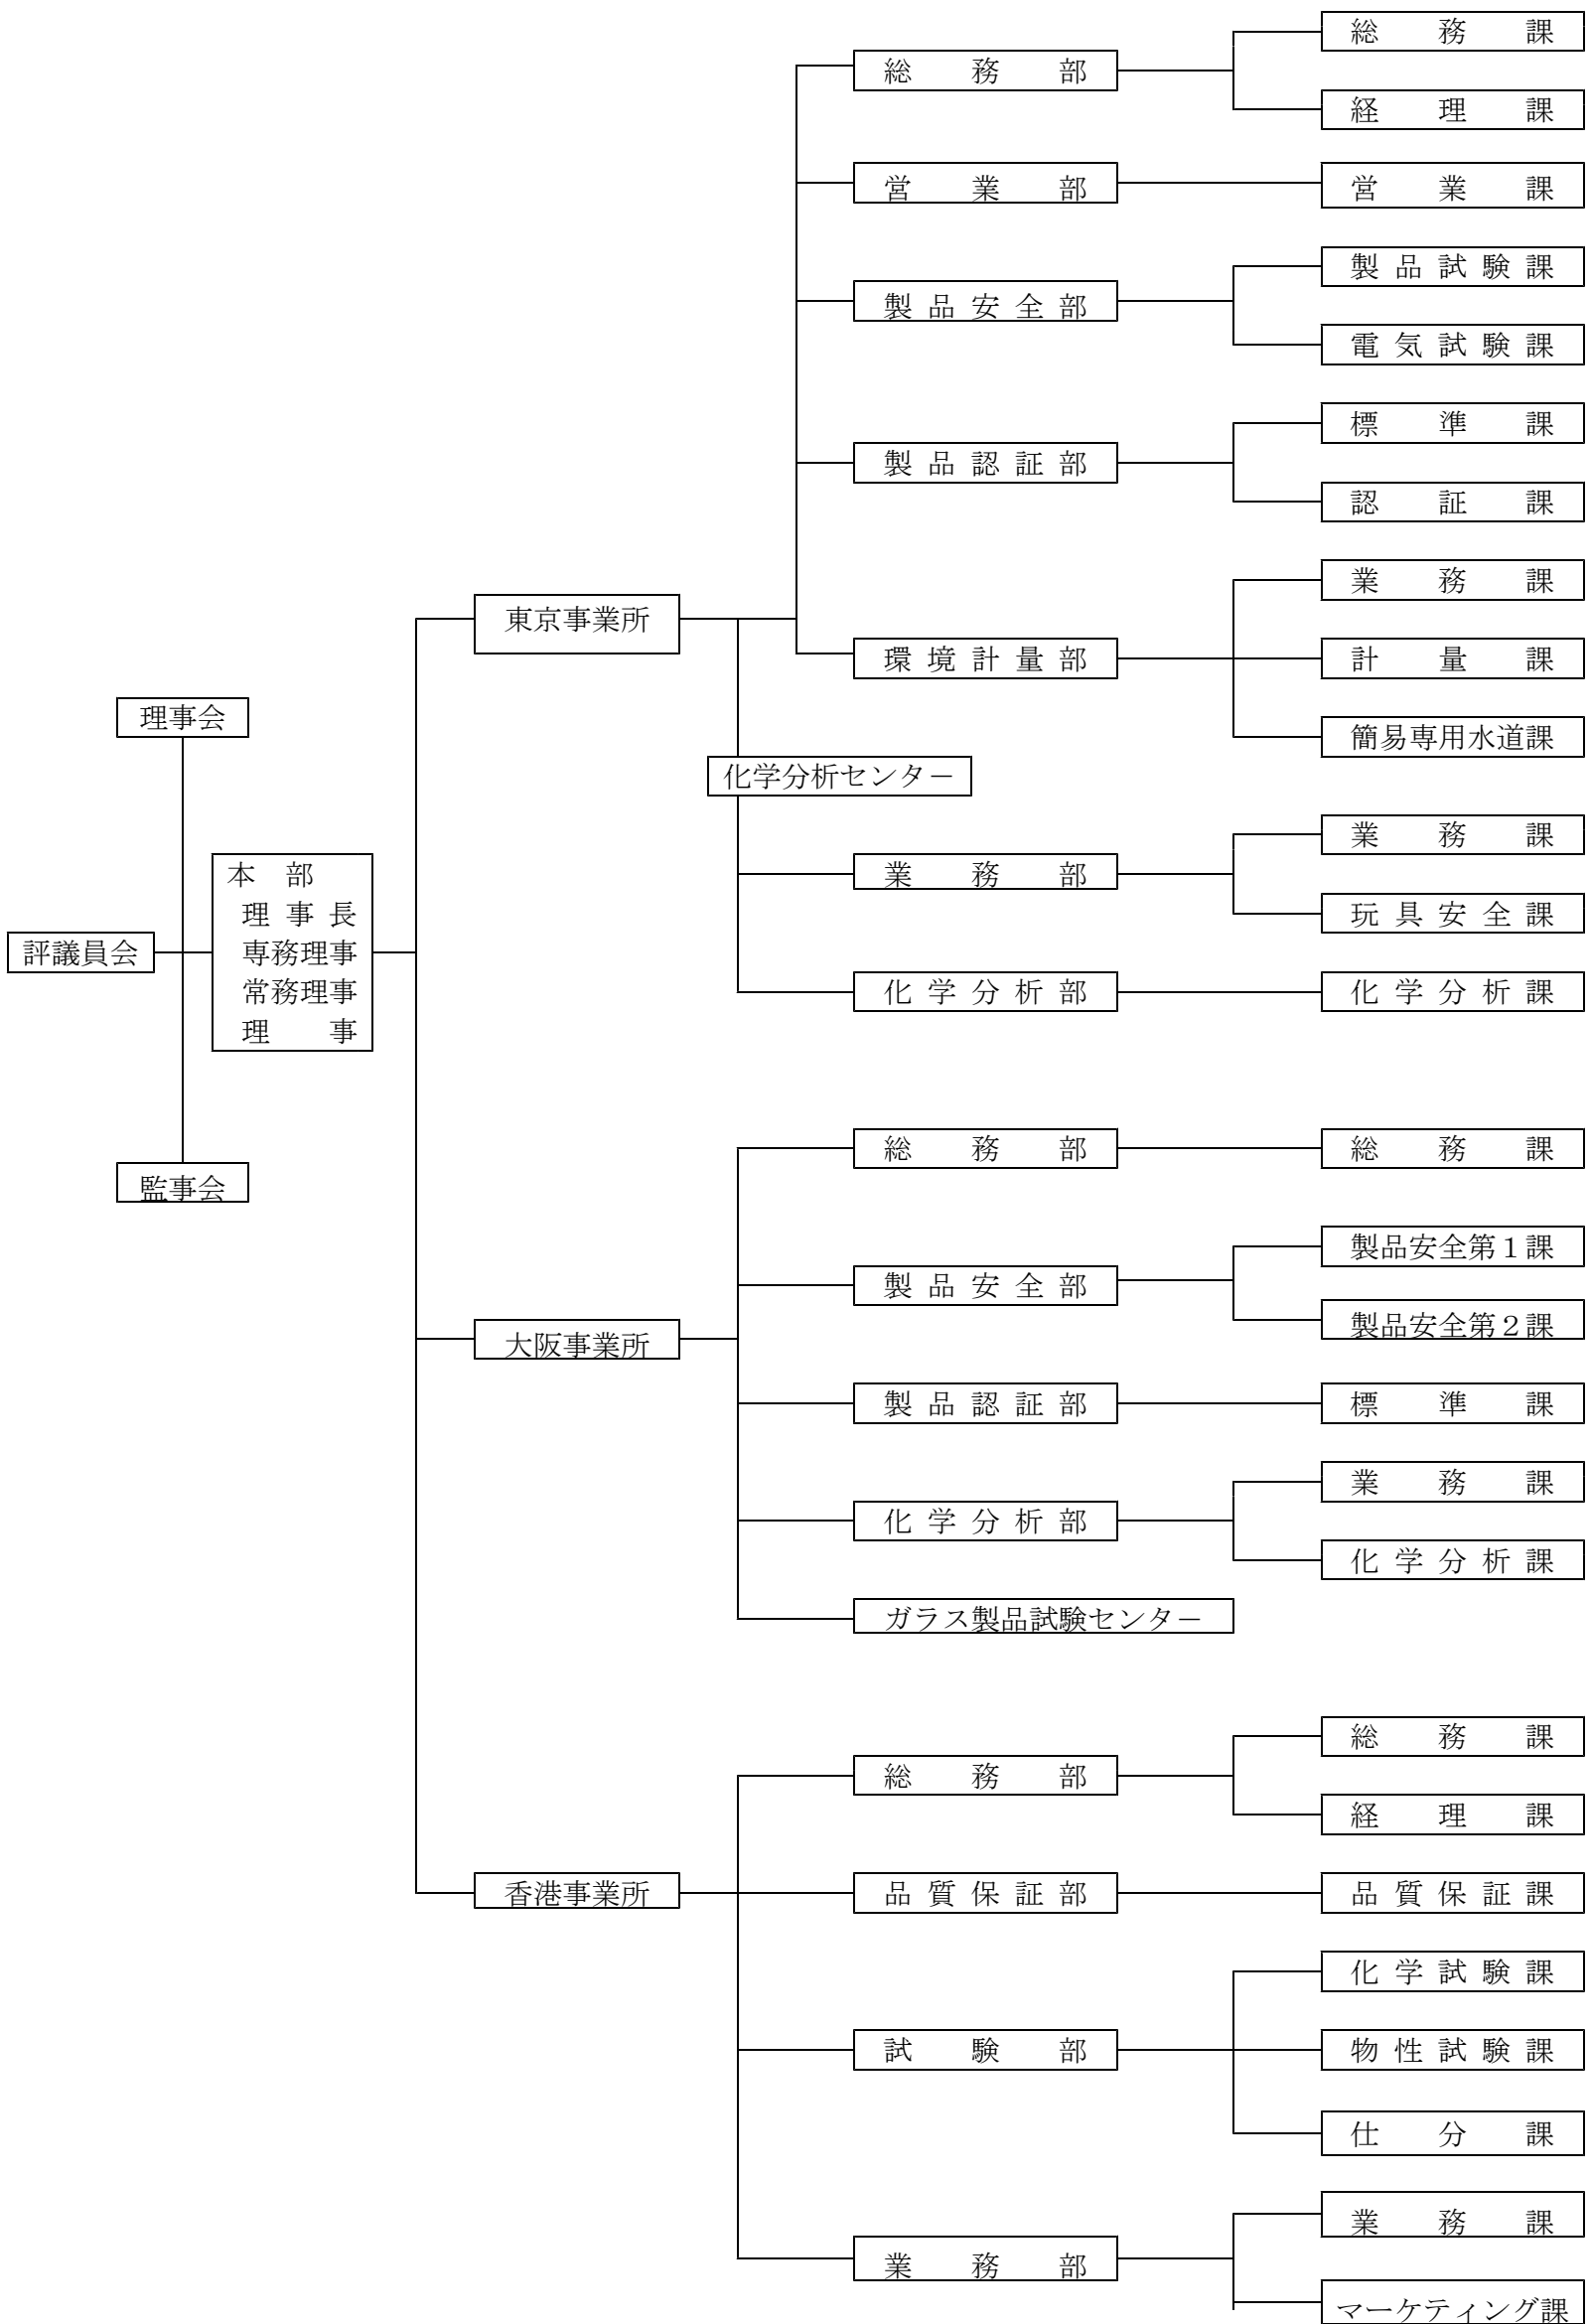 総務課
総務部
経理課
営業部
営業課
製品試験課
製品安全部
電気試験課
標準課
製品認証部
認証課
業務課
東京事業所
環境計量部
計量課
理事会
簡易専用水道課
化学分析センター
業務課
本部
業務部
理事長
玩具安全課
評議員会
専務理事
常務理事
化学分析部
化学分析課
理事
総務部
総務課
監事会
製品安全第1課
製品安全部
製品安全第2課
大阪事業所
製品認証部
標準課
業務課
化学分析部
化学分析課
ガラス製品試験センター
総務課
総務部
経理課
香港事業所
品質保証部
品質保証課
化学試験課
試験部
物性試験課
仕分課
業務課
業務部
マーケティング課